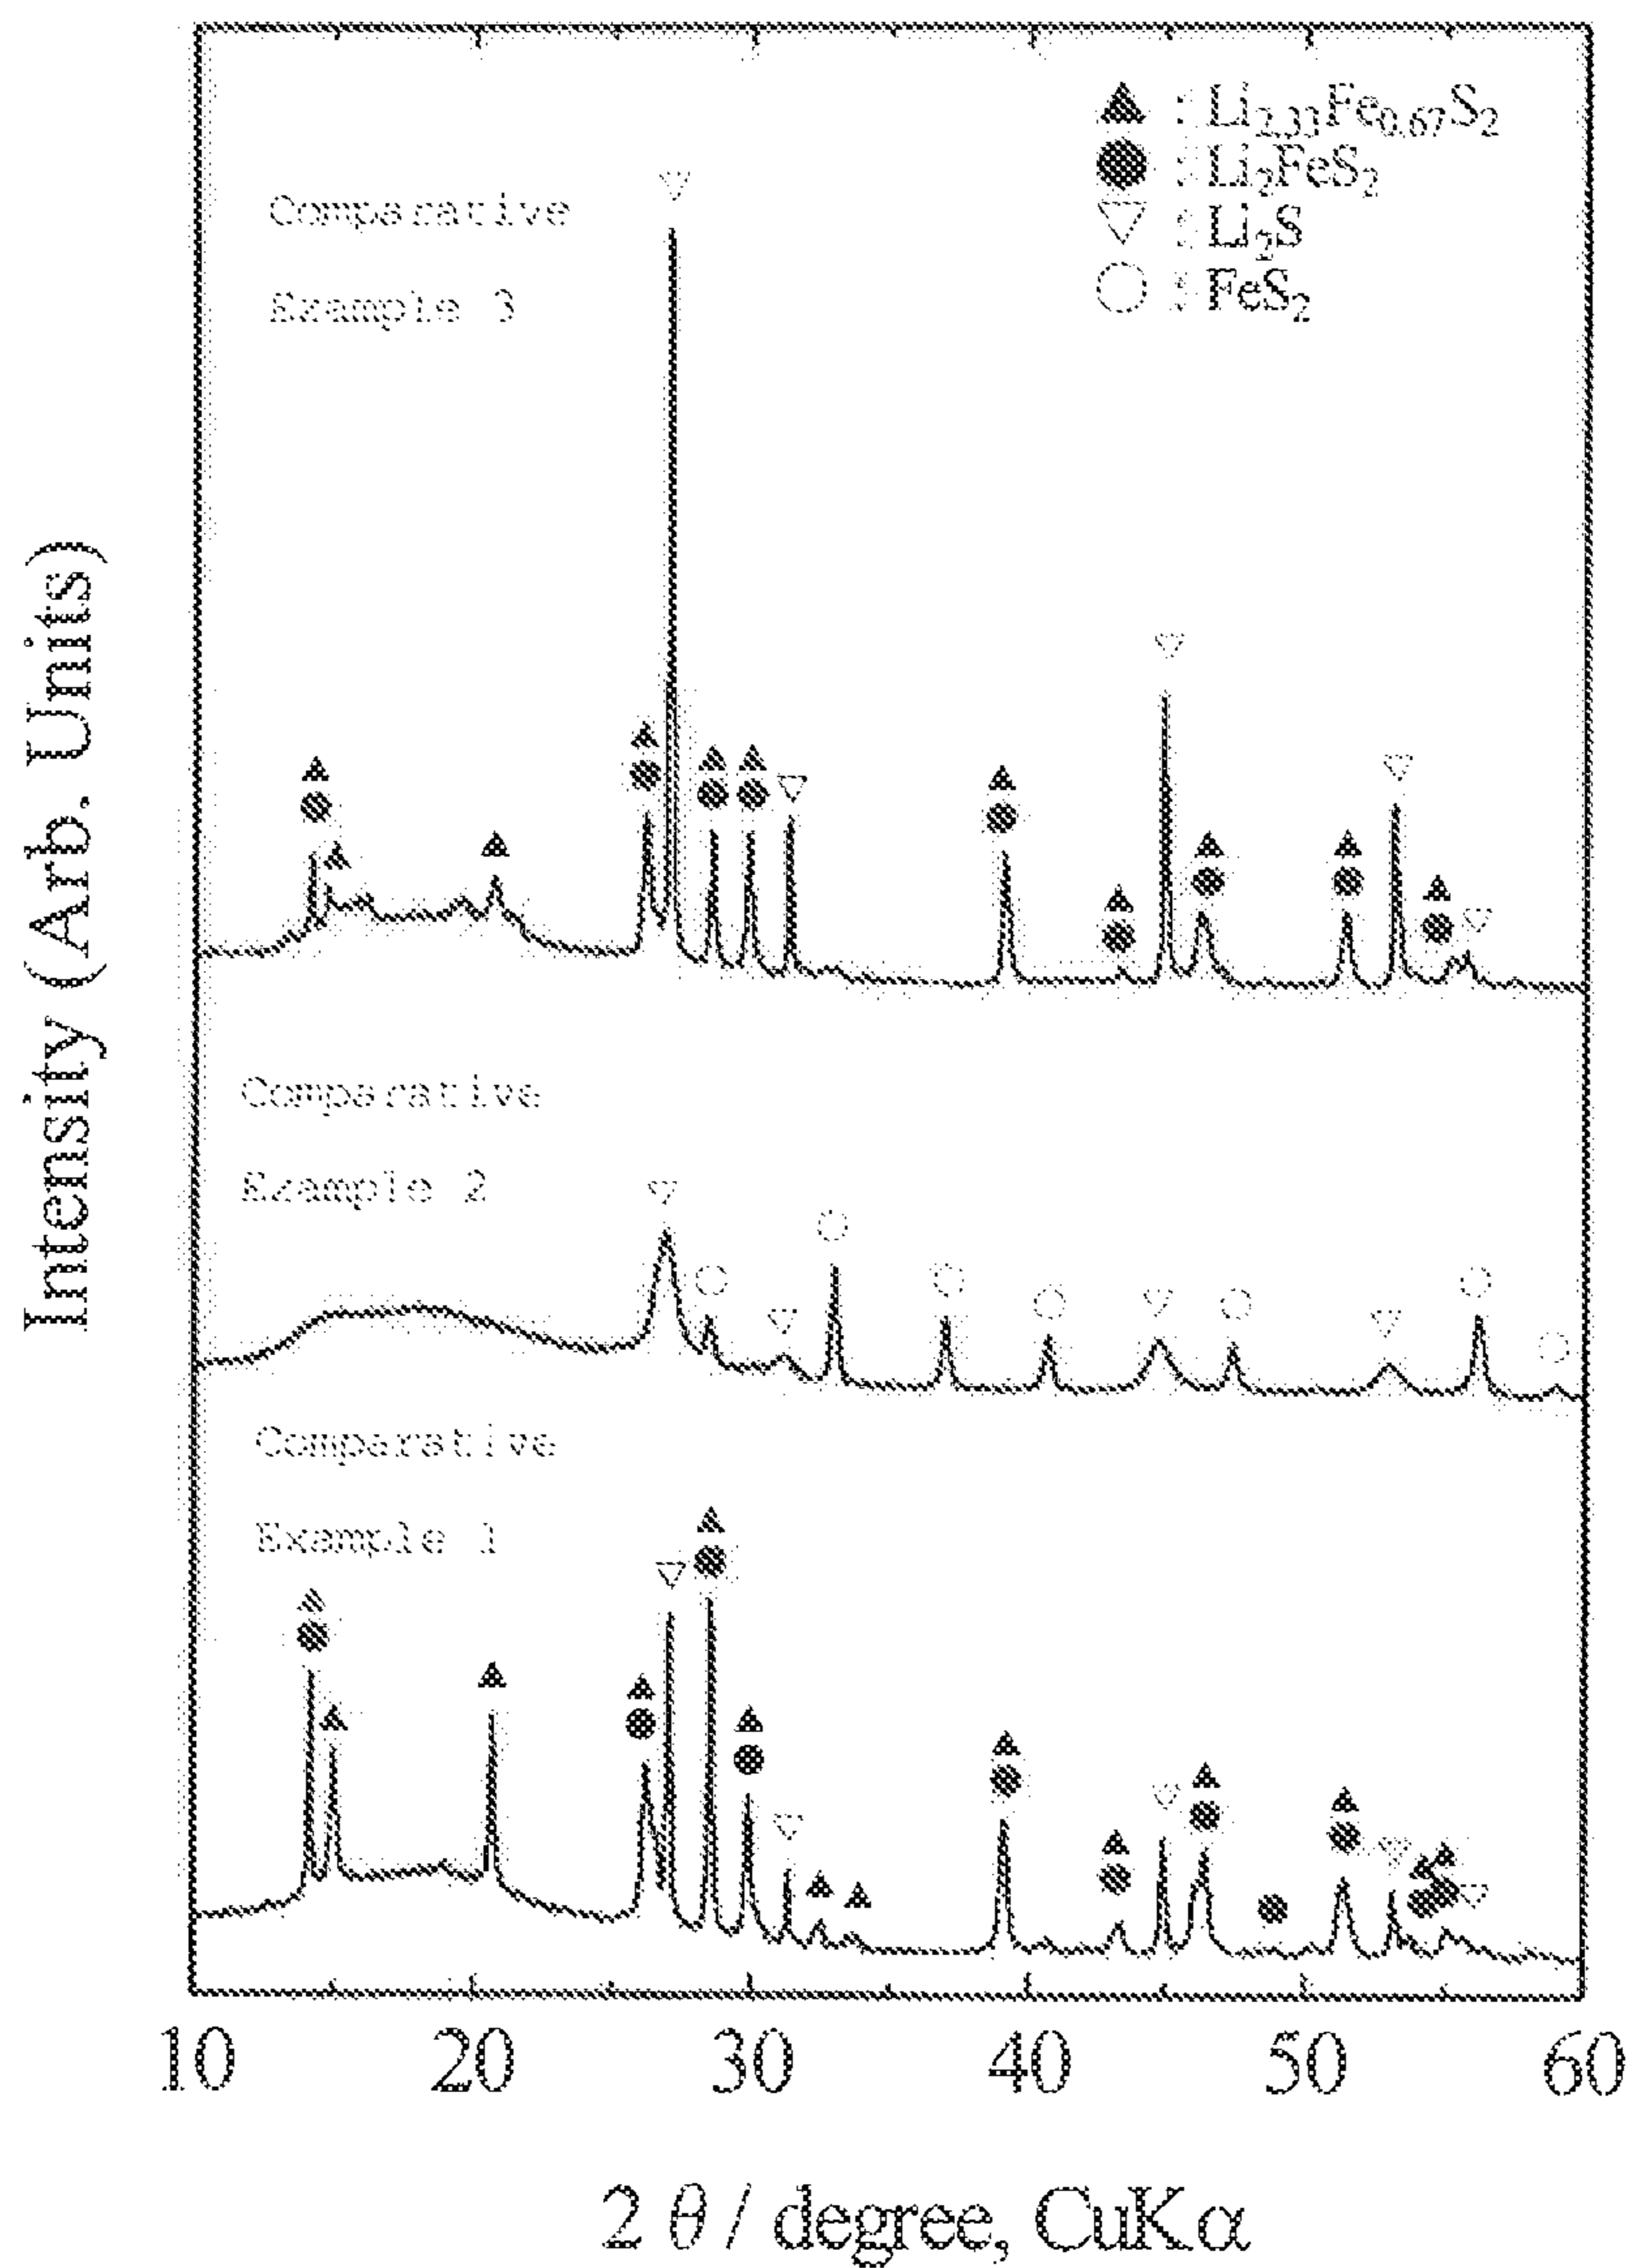 ▲ : Li₂.₃₃Fe₀.₆₇S₂
● : Li₂FeS₂
▽ : Li₂S
○ : FeS₂
Comparative
Example 3
Comparative
Example 2
Comparative
Example 1
Intensity (Arb. Units)
10 20 30 40 50 60
2 θ / degree, CuKα